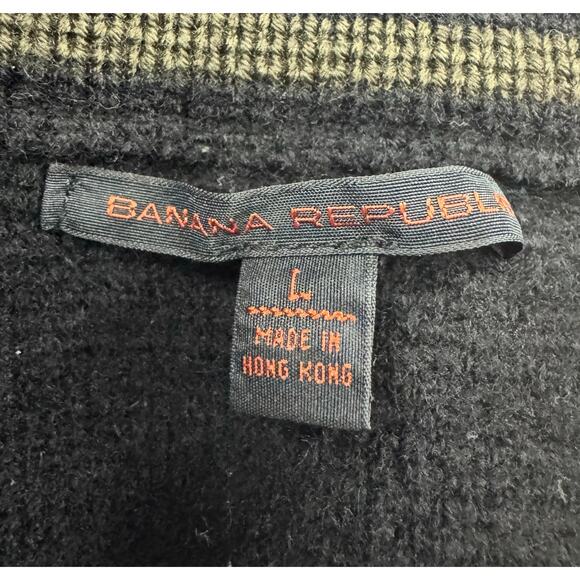 BANANA REPUBLI
L
MADE IN
HONG KONG